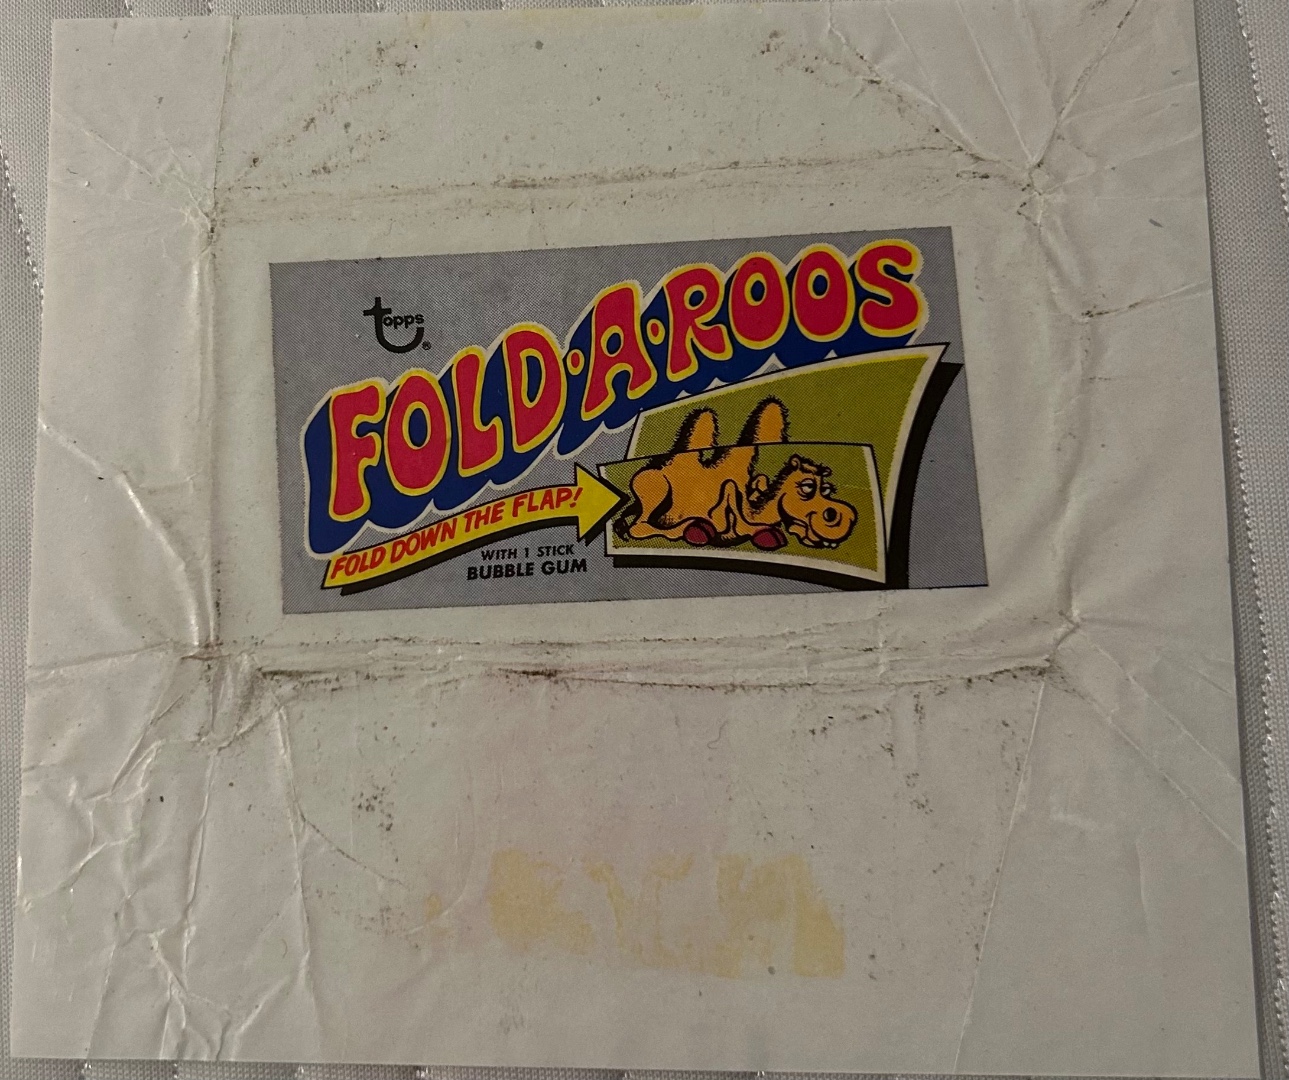 topps®
FOLD·A·ROOS
FOLD DOWN THE FLAP!
WITH 1 STICK
BUBBLE GUM